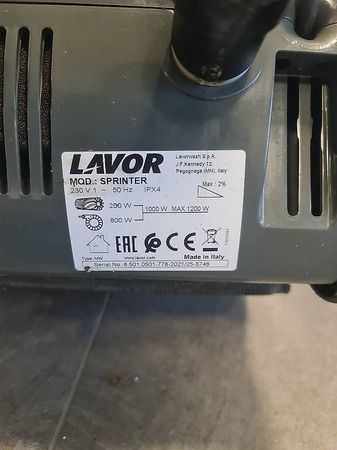 LAVOR
Lavorwash S.p.A.
J.F.Kennedy 12,
Pegognaga (MN), Italy
MOD.: SPRINTER
230 V 1 ~ 50 Hz IPX4
Max : 2%
200 W
1000 W MAX 1200 W
800 W
EAC CE
Type: MW
www.lavor.com
Made in Italy
Serial No.: 8.501.0501-778-2021/25-3746